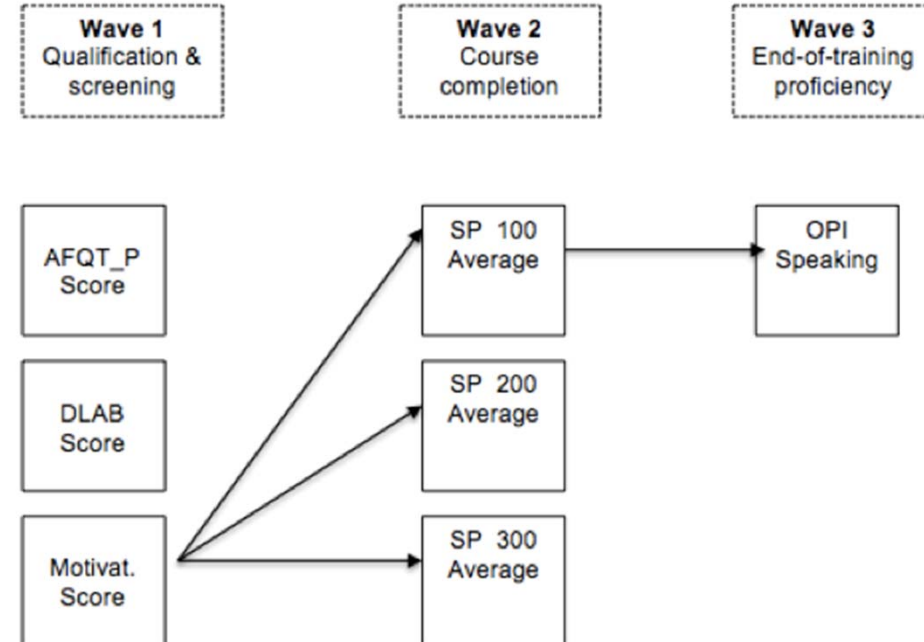 Wave 1
Qualification &
screening
Wave 2
Course
completion
Wave 3
End-of-training
proficiency
AFQT_P
Score
SP 100
Average
OPI
Speaking
DLAB
Score
SP 200
Average
Motivat.
Score
SP 300
Average